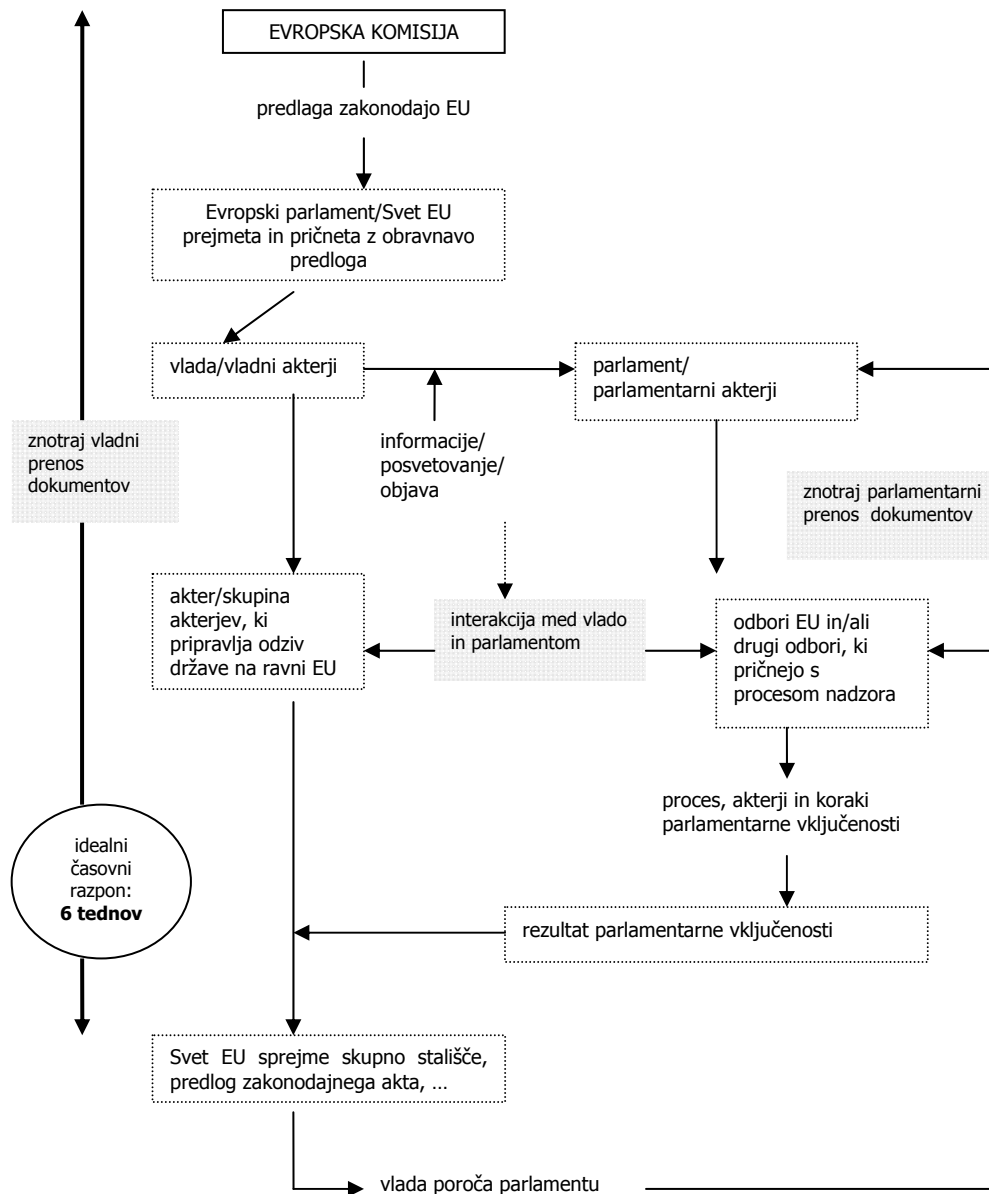 EVROPSKA KOMISIJA
predlaga zakonodajo EU
Evropski parlament/Svet EU
prejmeta in pričneta z obravnavo
predloga
vlada/vladni akterji
parlament/
parlamentarni akterji
znotraj vladni
prenos
dokumentov
informacije/
posvetovanje/
objava
znotraj parlamentarni
prenos dokumentov
akter/skupina
akterjev, ki
pripravlja odziv
države na ravni EU
interakcija med vlado
in parlamentom
odbori EU in/ali
drugi odbori, ki
pričnejo s
procesom nadzora
proces, akterji in koraki
parlamentarne vključenosti
idealni
časovni
razpon:
6 tednov
rezultat parlamentarne vključenosti
Svet EU sprejme skupno stališče,
predlog zakonodajnega akta, …
vlada poroča parlamentu